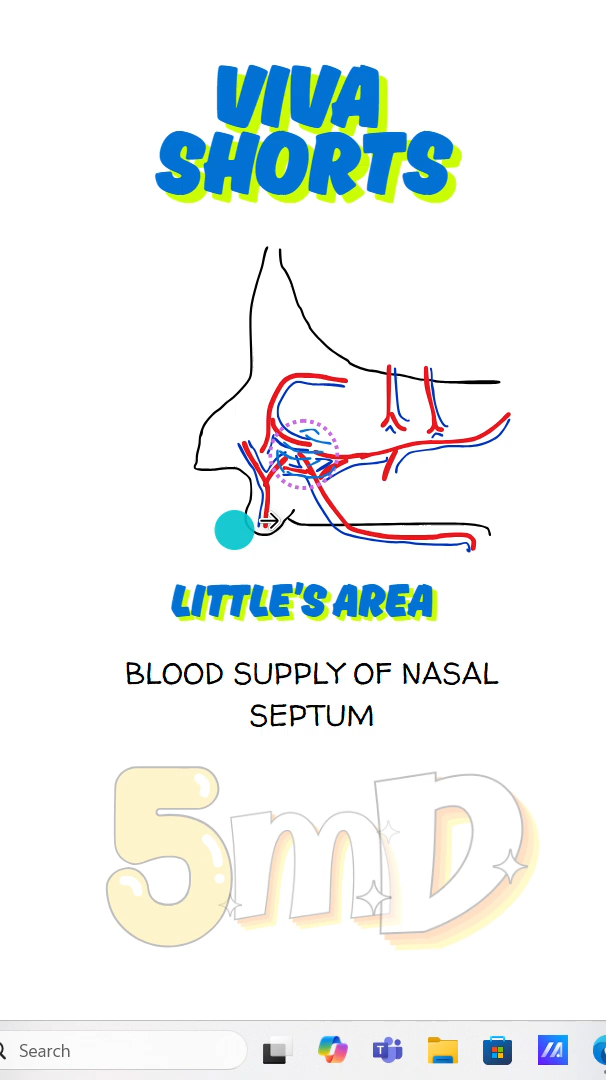 VIVA
SHORTS
LITTLE'S AREA
BLOOD SUPPLY OF NASAL
SEPTUM
5mD
Search